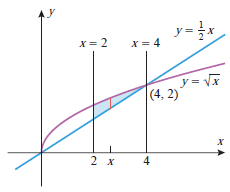 y
y = 1/2 x
x = 2
x = 4
y = √x
(4, 2)
x
2
x
4